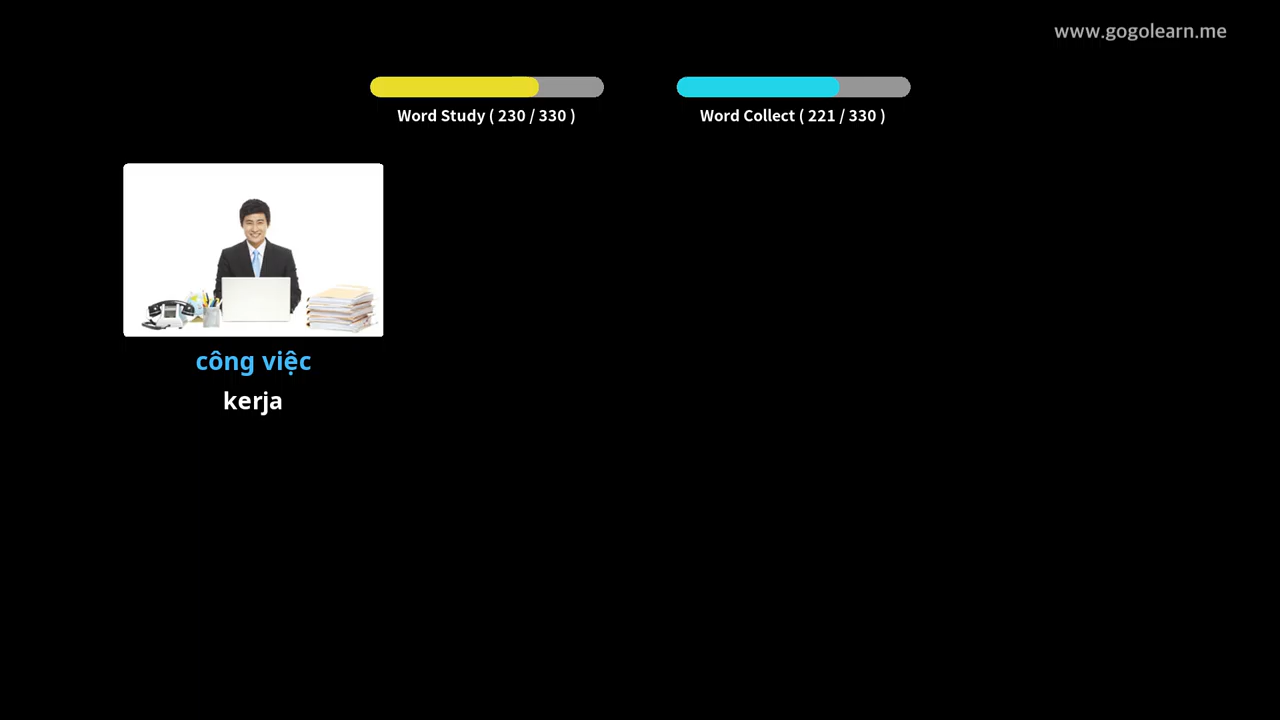 www.gogolearn.me
Word Study ( 230 / 330 )
Word Collect ( 221 / 330 )
công việc
kerja